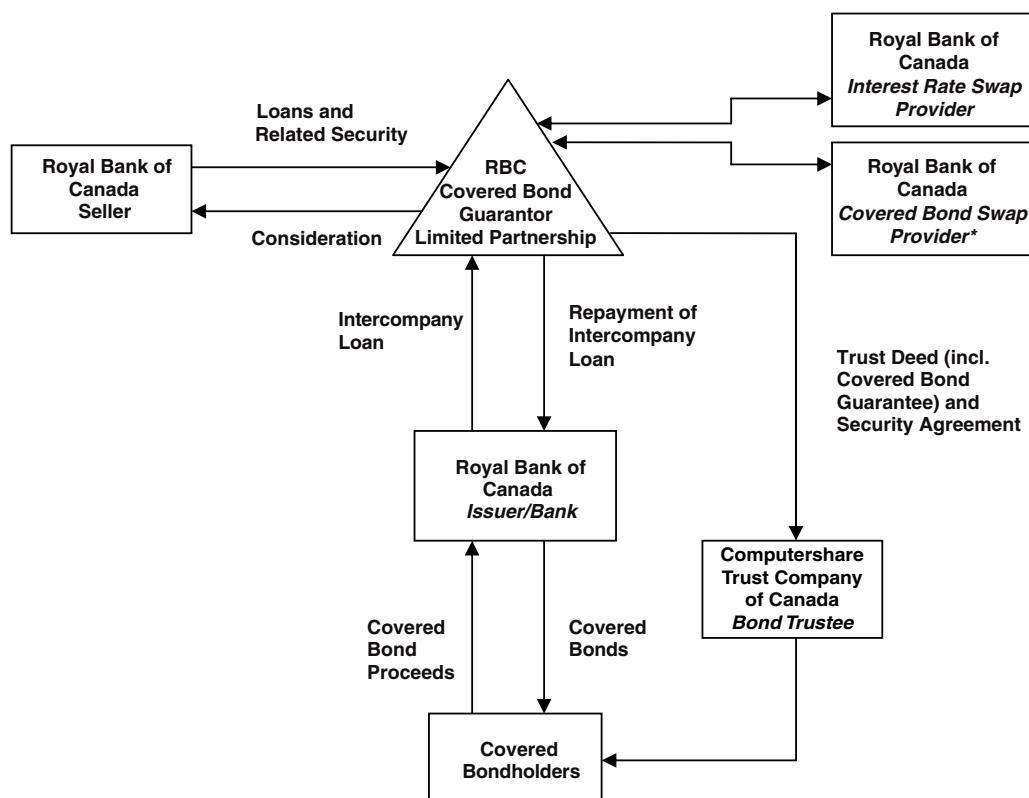 Royal Bank of
Canada
Interest Rate Swap
Provider
Loans and
Related Security
Royal Bank of
Canada
Seller
RBC
Covered Bond
Guarantor
Limited Partnership
Royal Bank of
Canada
Covered Bond Swap
Provider*
Consideration
Intercompany
Loan
Repayment of
Intercompany
Loan
Trust Deed (incl.
Covered Bond
Guarantee) and
Security Agreement
Royal Bank of
Canada
Issuer/Bank
Computershare
Trust Company
of Canada
Bond Trustee
Covered
Bond
Proceeds
Covered
Bonds
Covered
Bondholders